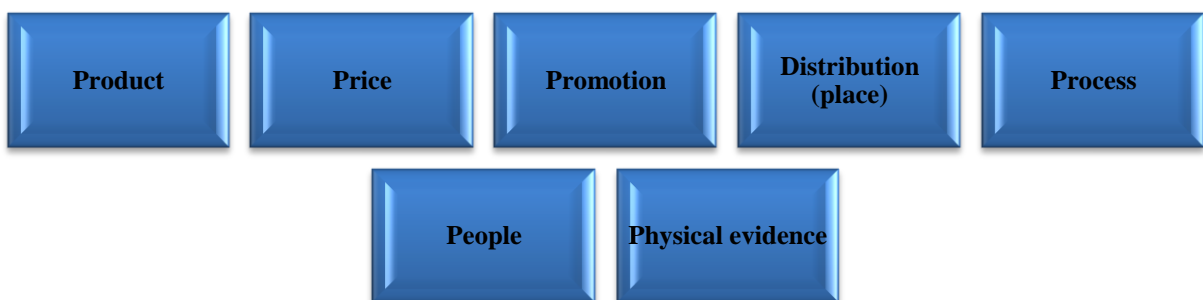 Product
Price
Promotion
Distribution
(place)
Process
People
Physical evidence